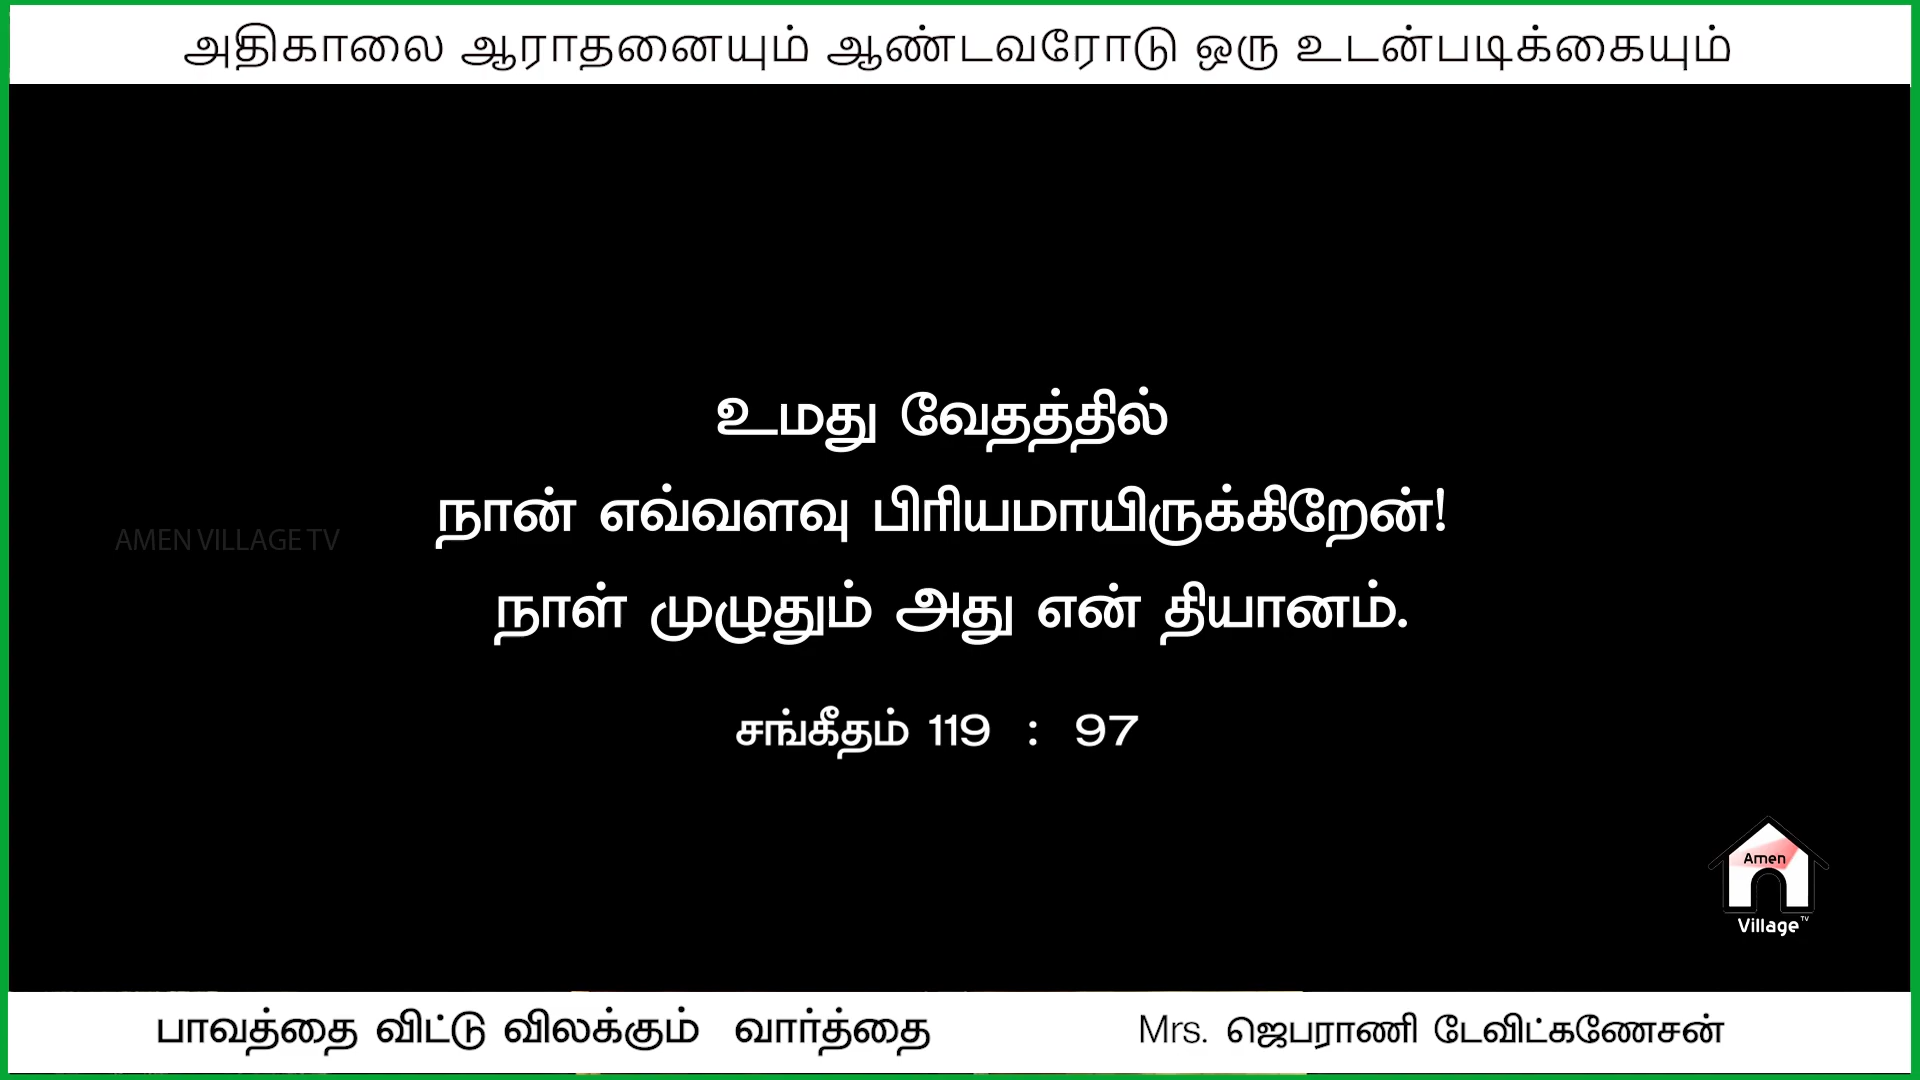 அதிகாலை ஆராதனையும் ஆண்டவரோடு ஒரு உடன்படிக்கையும்
உமது வேதத்தில்
நான் எவ்வளவு பிரியமாயிருக்கிறேன்!
நாள் முழுதும் அது என் தியானம்.
AMEN VILLAGE TV
சங்கீதம் 119 : 97
Amen
Village TV
பாவத்தை விட்டு விலக்கும் வார்த்தை
Mrs. ஜெபராணி டேவிட்கணேசன்